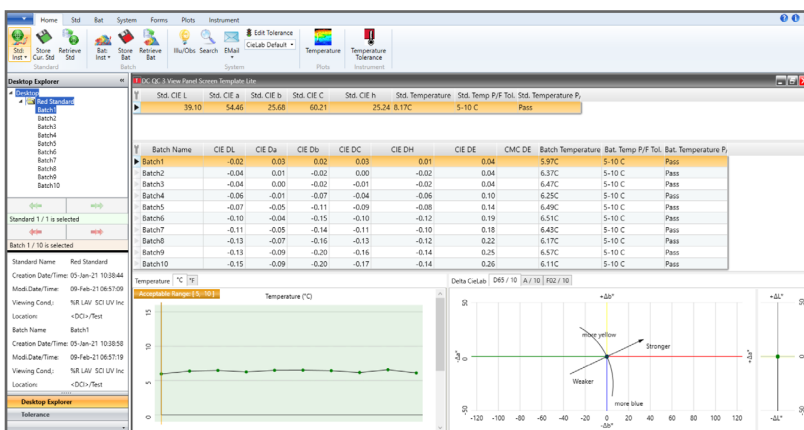 Home Std Bat System Forms Plots Instrument
Std: Inst Store Cur. Std Retrieve Std Bat: Inst Store Bat Retrieve Bat Illu/Obs Search EMail Edit Tolerance CieLab Default Temperature Temperature Tolerance
Standard Batch System Plots Instrument
Desktop Explorer
Desktop
Red Standard
Batch1
Batch2
Batch3
Batch4
Batch5
Batch6
Batch7
Batch8
Batch9
Batch10
Standard 1 / 1 is selected
Batch 1 / 10 is selected
Standard Name Red Standard
Creation Date/Time: 05-Jan-21 10:38:44
Modi.Date/Time: 09-Feb-21 06:57:19
Viewing Cond.: %R LAV SCI UV Inc
Location: <DCI>/Test
Batch Name Batch1
Creation Date/Time: 05-Jan-21 10:38:58
Modi.Date/Time: 09-Feb-21 06:57:19
Viewing Cond.: %R LAV SCI UV Inc
Location: <DCI>/Test
Desktop Explorer
Tolerance
DC QC 3 View Panel Screen Template Lite
Std. CIE L Std. CIE a Std. CIE b Std. CIE C Std. CIE h Std. Temperature Std. Temp P/F Tol. Std. Temperature P/
39.10 54.46 25.68 60.21 25.24 8.17C 5-10 C Pass
Batch Name CIE DL CIE Da CIE Db CIE DC CIE DH CIE DE CMC DE Batch Temperature Bat. Temp P/F Tol. Bat. Temperature P/
Batch1 -0.02 0.03 0.02 0.03 0.01 0.04 5.97C 5-10 C Pass
Batch2 -0.04 0.01 -0.02 0.00 -0.02 0.04 6.37C 5-10 C Pass
Batch3 -0.04 0.00 -0.02 -0.01 -0.02 0.04 6.47C 5-10 C Pass
Batch4 -0.06 -0.01 -0.07 -0.04 -0.06 0.10 6.25C 5-10 C Pass
Batch5 -0.07 -0.05 -0.11 -0.09 -0.08 0.14 6.49C 5-10 C Pass
Batch6 -0.10 -0.04 -0.15 -0.10 -0.12 0.19 6.51C 5-10 C Pass
Batch7 -0.11 -0.05 -0.14 -0.11 -0.10 0.18 6.43C 5-10 C Pass
Batch8 -0.13 -0.07 -0.16 -0.13 -0.12 0.22 6.17C 5-10 C Pass
Batch9 -0.13 -0.09 -0.20 -0.16 -0.14 0.25 6.57C 5-10 C Pass
Batch10 -0.15 -0.09 -0.20 -0.17 -0.14 0.26 6.11C 5-10 C Pass
Temperature °C °F
Acceptable Range: [ 5, 10 ]
Temperature (°C)
15
10
5
0
Delta CieLab D65 / 10 A / 10 F02 / 10
+Δb*
50
more yellow
Stronger
-Δa*
+Δa*
0
Weaker
more blue
-50
-120 -100 -80 -60 -40 -20 0 20 40 60 80 100 120
-Δb*
+ΔL*
50
0
-50
-ΔL*